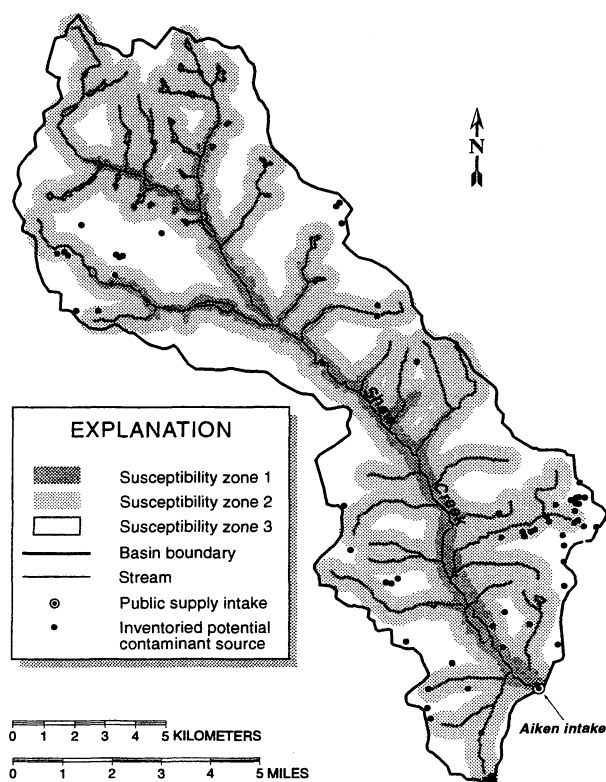 N
Shaw
Creek
EXPLANATION
Susceptibility zone 1
Susceptibility zone 2
Susceptibility zone 3
Basin boundary
Stream
Public supply intake
Inventoried potential
contaminant source
Aiken intake
0 1 2 3 4 5 KILOMETERS
0 1 2 3 4 5 MILES